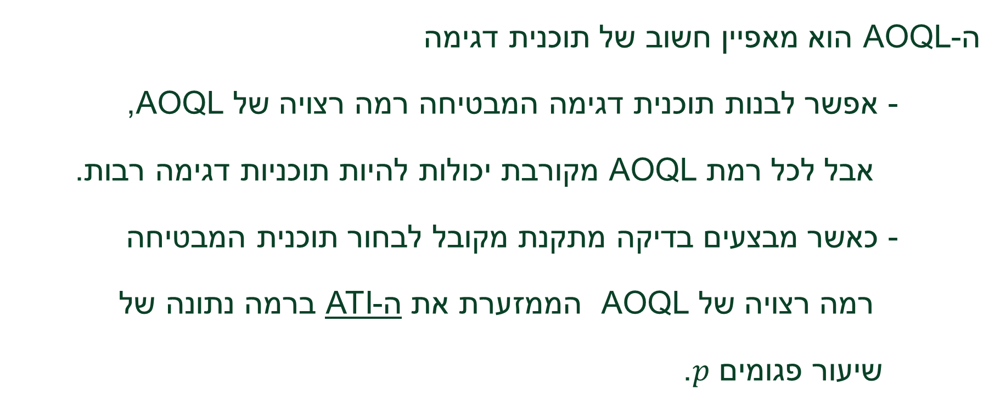 ה-AOQL הוא מאפיין חשוב של תוכנית דגימה
- אפשר לבנות תוכנית דגימה המבטיחה רמה רצויה של AOQL,
אבל לכל רמת AOQL מקורבת יכולות להיות תוכניות דגימה רבות.
- כאשר מבצעים בדיקה מתקנת מקובל לבחור תוכנית המבטיחה
רמה רצויה של AOQL  הממזערת את ה-ATI ברמה נתונה של
שיעור פגומים p.